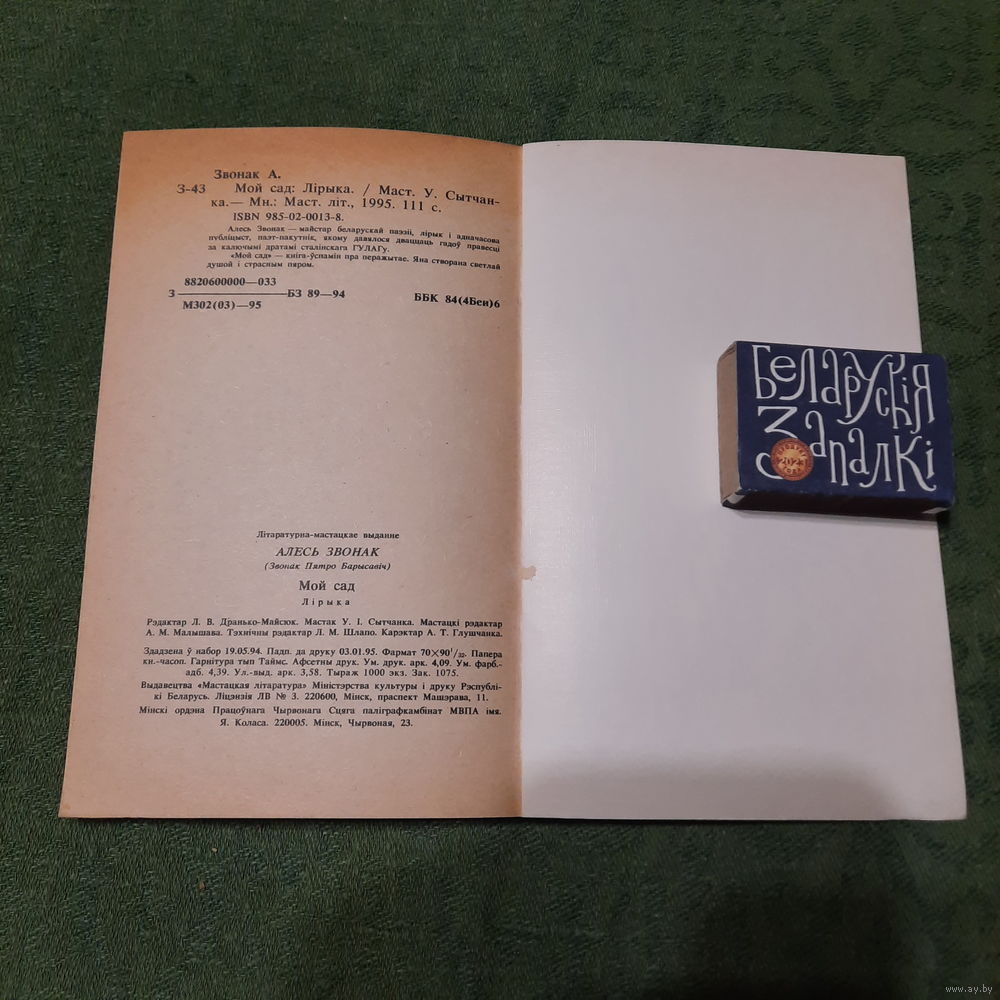 Звонак А.
З-43 Мой сад: Лірыка. / Маст. У. Сытчан-
ка.— Мн.: Маст. літ., 1995. 111 с.
ISBN 985-02-0013-8.
Алесь Звонак — майстар беларускай паэзіі, лірык і адначасова
публіцыст, паэт-пакутнік, якому давялося дваццаць гадоў правесці
за калючымі дратамі сталінскага ГУЛАГу.
«Мой сад» — кніга-ўспамін пра перажытае. Яна створана светлай
душой і страсным пяром.
8820600000—033
З БЗ 89—94 ББК 84(4Беи)6
М302(03)—95
Літаратурна-мастацкае выданне
АЛЕСЬ ЗВОНАК
(Звонак Пятро Барысавіч)
Мой сад
Лірыка
Рэдактар Л. В. Дранько-Майсюк. Мастак У. І. Сытчанка. Мастацкі рэдактар
А. М. Малышава. Тэхнічны рэдактар Л. М. Шлапо. Карэктар А. Т. Глушчанка.
Здадзена ў набор 19.05.94. Падп. да друку 03.01.95. Фармат 70×90¹/₃₂. Папера
кн.-часоп. Гарнітура тып Таймс. Афсетны друк. Ум. друк. арк. 4,09. Ум. фарб.-
адб. 4,39. Ул.-выд. арк. 3,58. Тыраж 1000 экз. Зак. 1075.
Выдавецтва «Мастацкая літаратура» Міністэрства культуры і друку Рэспублі-
кі Беларусь. Ліцэнзія ЛВ № 3. 220600, Мінск, праспект Машэрава, 11.
Мінскі ордэна Працоўнага Чырвонага Сцяга паліграфкамбінат МВПА імя.
Я. Коласа. 220005. Мінск, Чырвоная, 23.
Беларускія
Запалкі
2023
www.ay.by